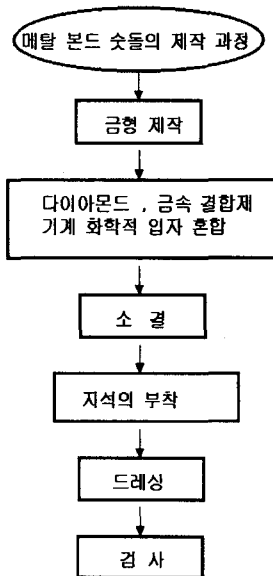 메탈 본드 숫돌의 제작 과정
금형 제작
다이아몬드 , 금속 결합제
기계 화학적 입자 혼합
소 결
지석의 부착
드레싱
검 사